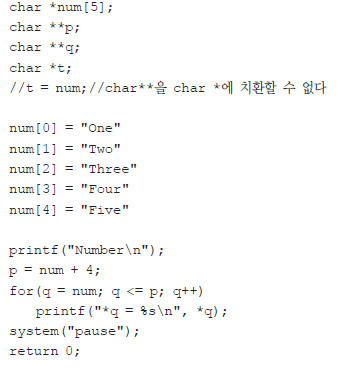 char *num[5];
char **p;
char **q;
char *t;
//t = num;//char**을 char *에 치환할 수 없다
num[0] = "One"
num[1] = "Two"
num[2] = "Three"
num[3] = "Four"
num[4] = "Five"
printf("Number\n");
p = num + 4;
for(q = num; q <= p; q++)
printf("*q = %s\n", *q);
system("pause");
return 0;